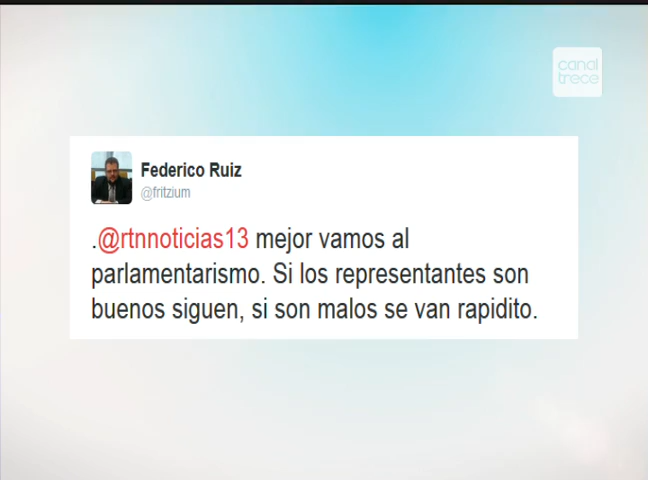 canal
trece
Federico Ruiz
@fritzium
.@rtnnoticias13 mejor vamos al
parlamentarismo. Si los representantes son
buenos siguen, si son malos se van rapidito.